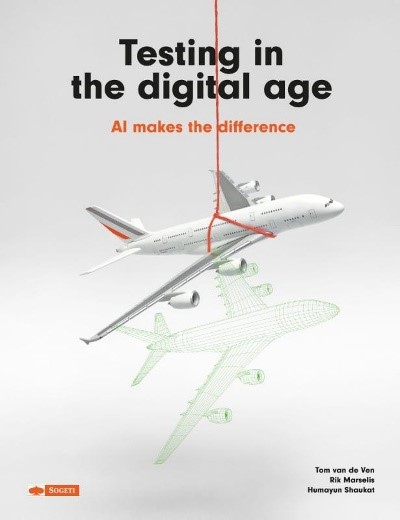 Testing in
the digital age
AI makes the difference
Tom van de Ven
Rik Marselis
Humayun Shaukat
SOGETI